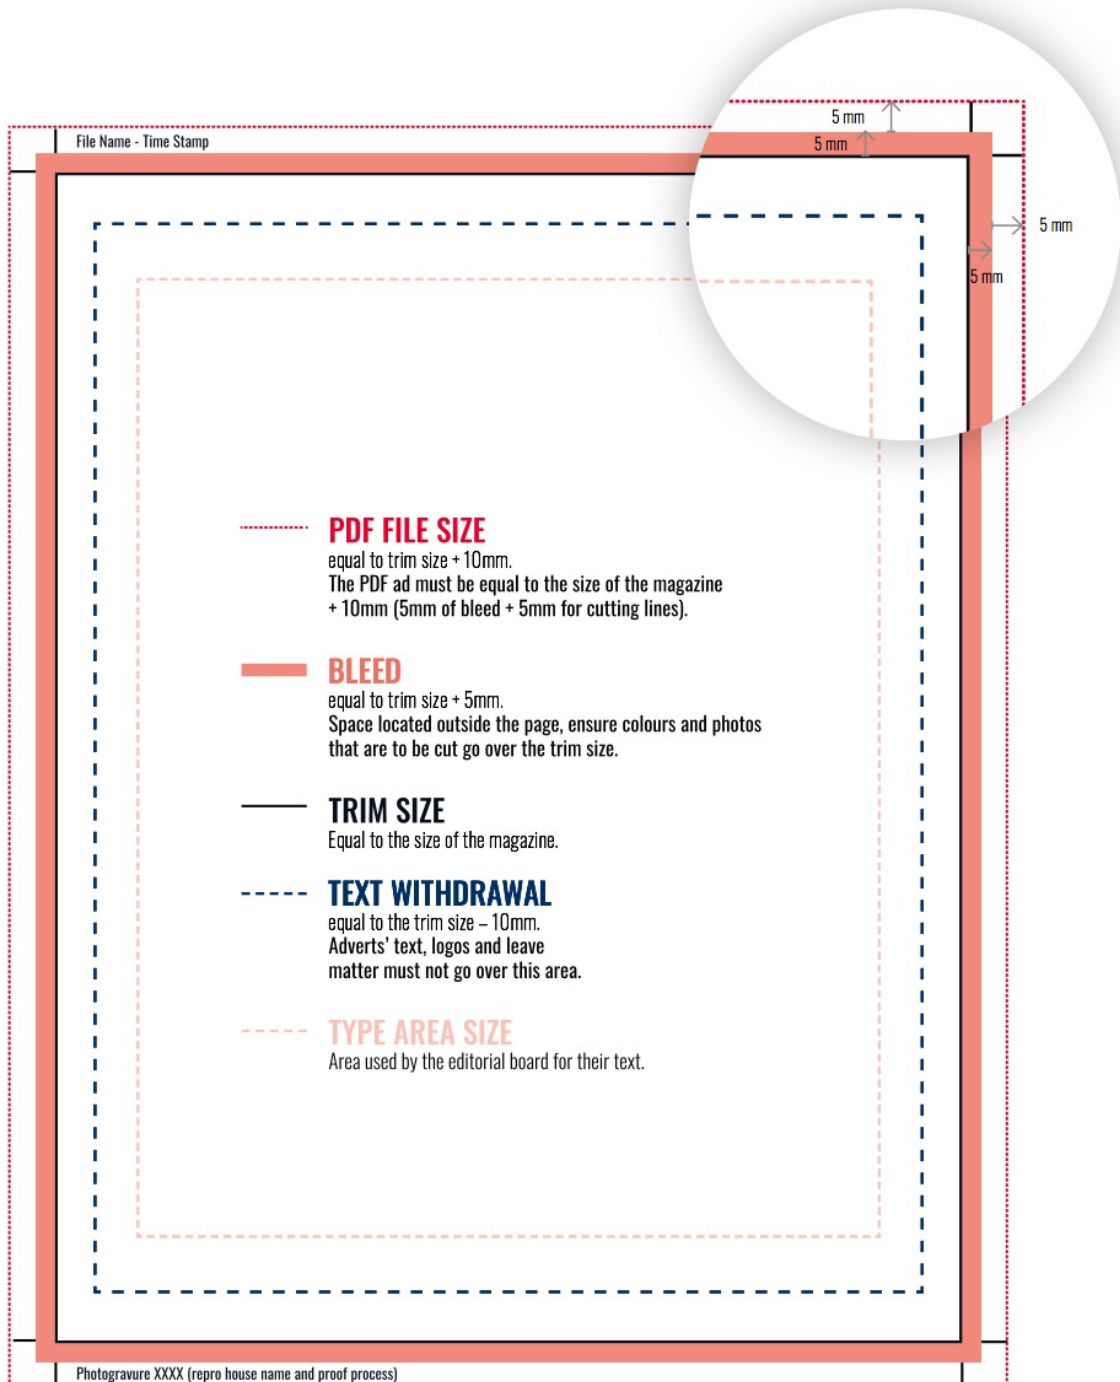 5 mm
File Name - Time Stamp
5 mm
5 mm
5 mm
PDF FILE SIZE
equal to trim size + 10mm.
The PDF ad must be equal to the size of the magazine
+ 10mm (5mm of bleed + 5mm for cutting lines).
BLEED
equal to trim size + 5mm.
Space located outside the page, ensure colours and photos
that are to be cut go over the trim size.
TRIM SIZE
Equal to the size of the magazine.
TEXT WITHDRAWAL
equal to the trim size – 10mm.
Adverts’ text, logos and leave
matter must not go over this area.
TYPE AREA SIZE
Area used by the editorial board for their text.
Photogravure XXXX (repro house name and proof process)